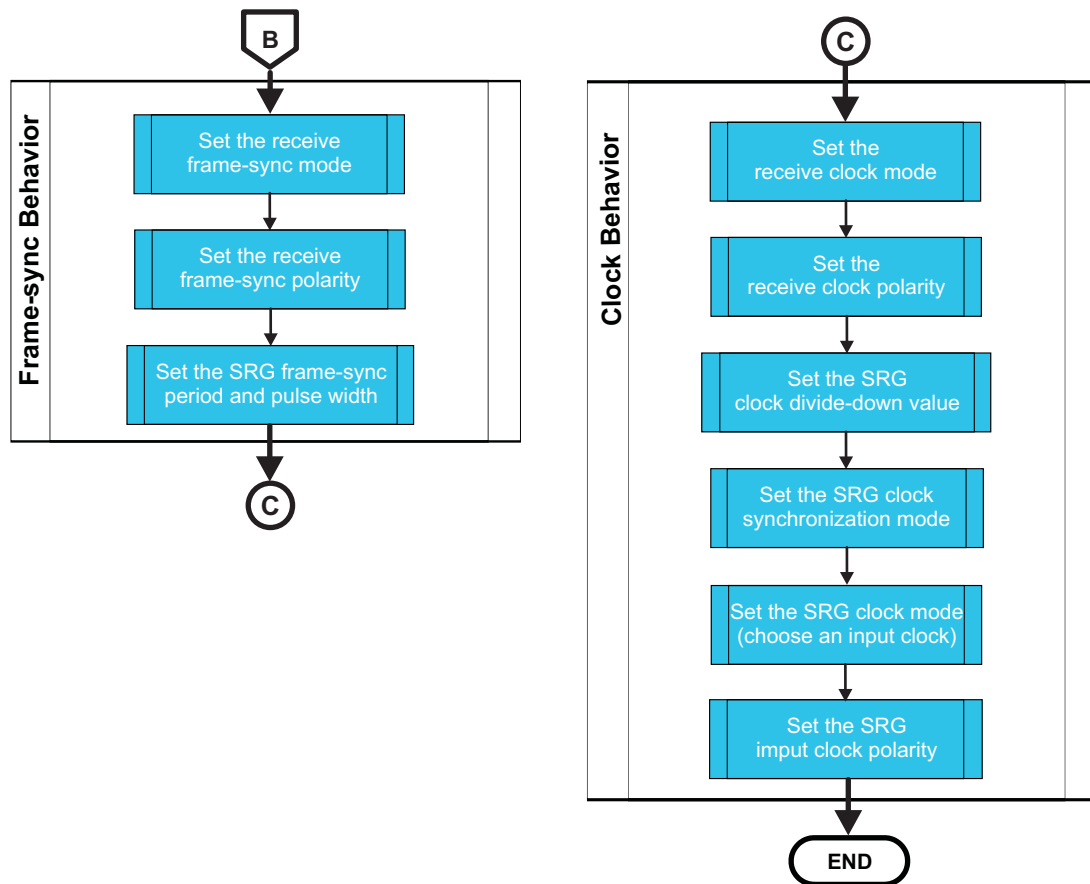 B
Frame-sync Behavior
Set the receive
frame-sync mode
Set the receive
frame-sync polarity
Set the SRG frame-sync
period and pulse width
C
C
Clock Behavior
Set the
receive clock mode
Set the
receive clock polarity
Set the SRG
clock divide-down value
Set the SRG clock
synchronization mode
Set the SRG clock mode
(choose an input clock)
Set the SRG
imput clock polarity
END